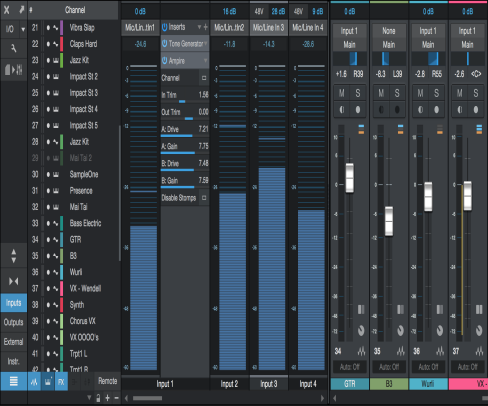 # Channel
I/O
21 Vibra Slap
22 Claps Hard
23 Jazz Kit
24 Impact St 2
25 Impact St 3
26 Impact St 4
27 Impact St 5
28 Jazz Kit
29 Mai Tai 2
30 SampleOne
31 Presence
32 Mai Tai
33 Bass Electric
34 GTR
35 B3
36 Wurli
37 VX - Wendell
38 Synth
39 Chorus VX
40 VX OOOO's
41 Trpt1 L
42 Trpt1 R
Inputs
Outputs
External
Instr.
FX
Remote
0 dB
Mic/Lin...tIn1
-24.6
Inserts
Tone Generator
Ampire
Channel
In Trim 1.56
Out Trim 0.00
A: Drive 7.21
A: Gain 7.75
B: Drive 7.48
B: Gain 7.59
Disable Stomps
Input 1
16 dB
Mic/Lin...tIn2
-11.8
Input 2
48V 28 dB
Mic/Line In 3
-14.3
Input 3
48V 9 dB
Mic/Line In 4
-28.6
Input 4
0 dB
Input 1
Main
+1.6 R39
M S
34
Auto: Off
GTR
0 dB
None
Main
-8.3 L39
M S
35
Auto: Off
B3
0 dB
Input 1
Main
-2.8 R55
M S
36
Auto: Off
Wurli
0 dB
Input 1
Main
-2.6 <C>
M S
37
Auto: Off
VX -